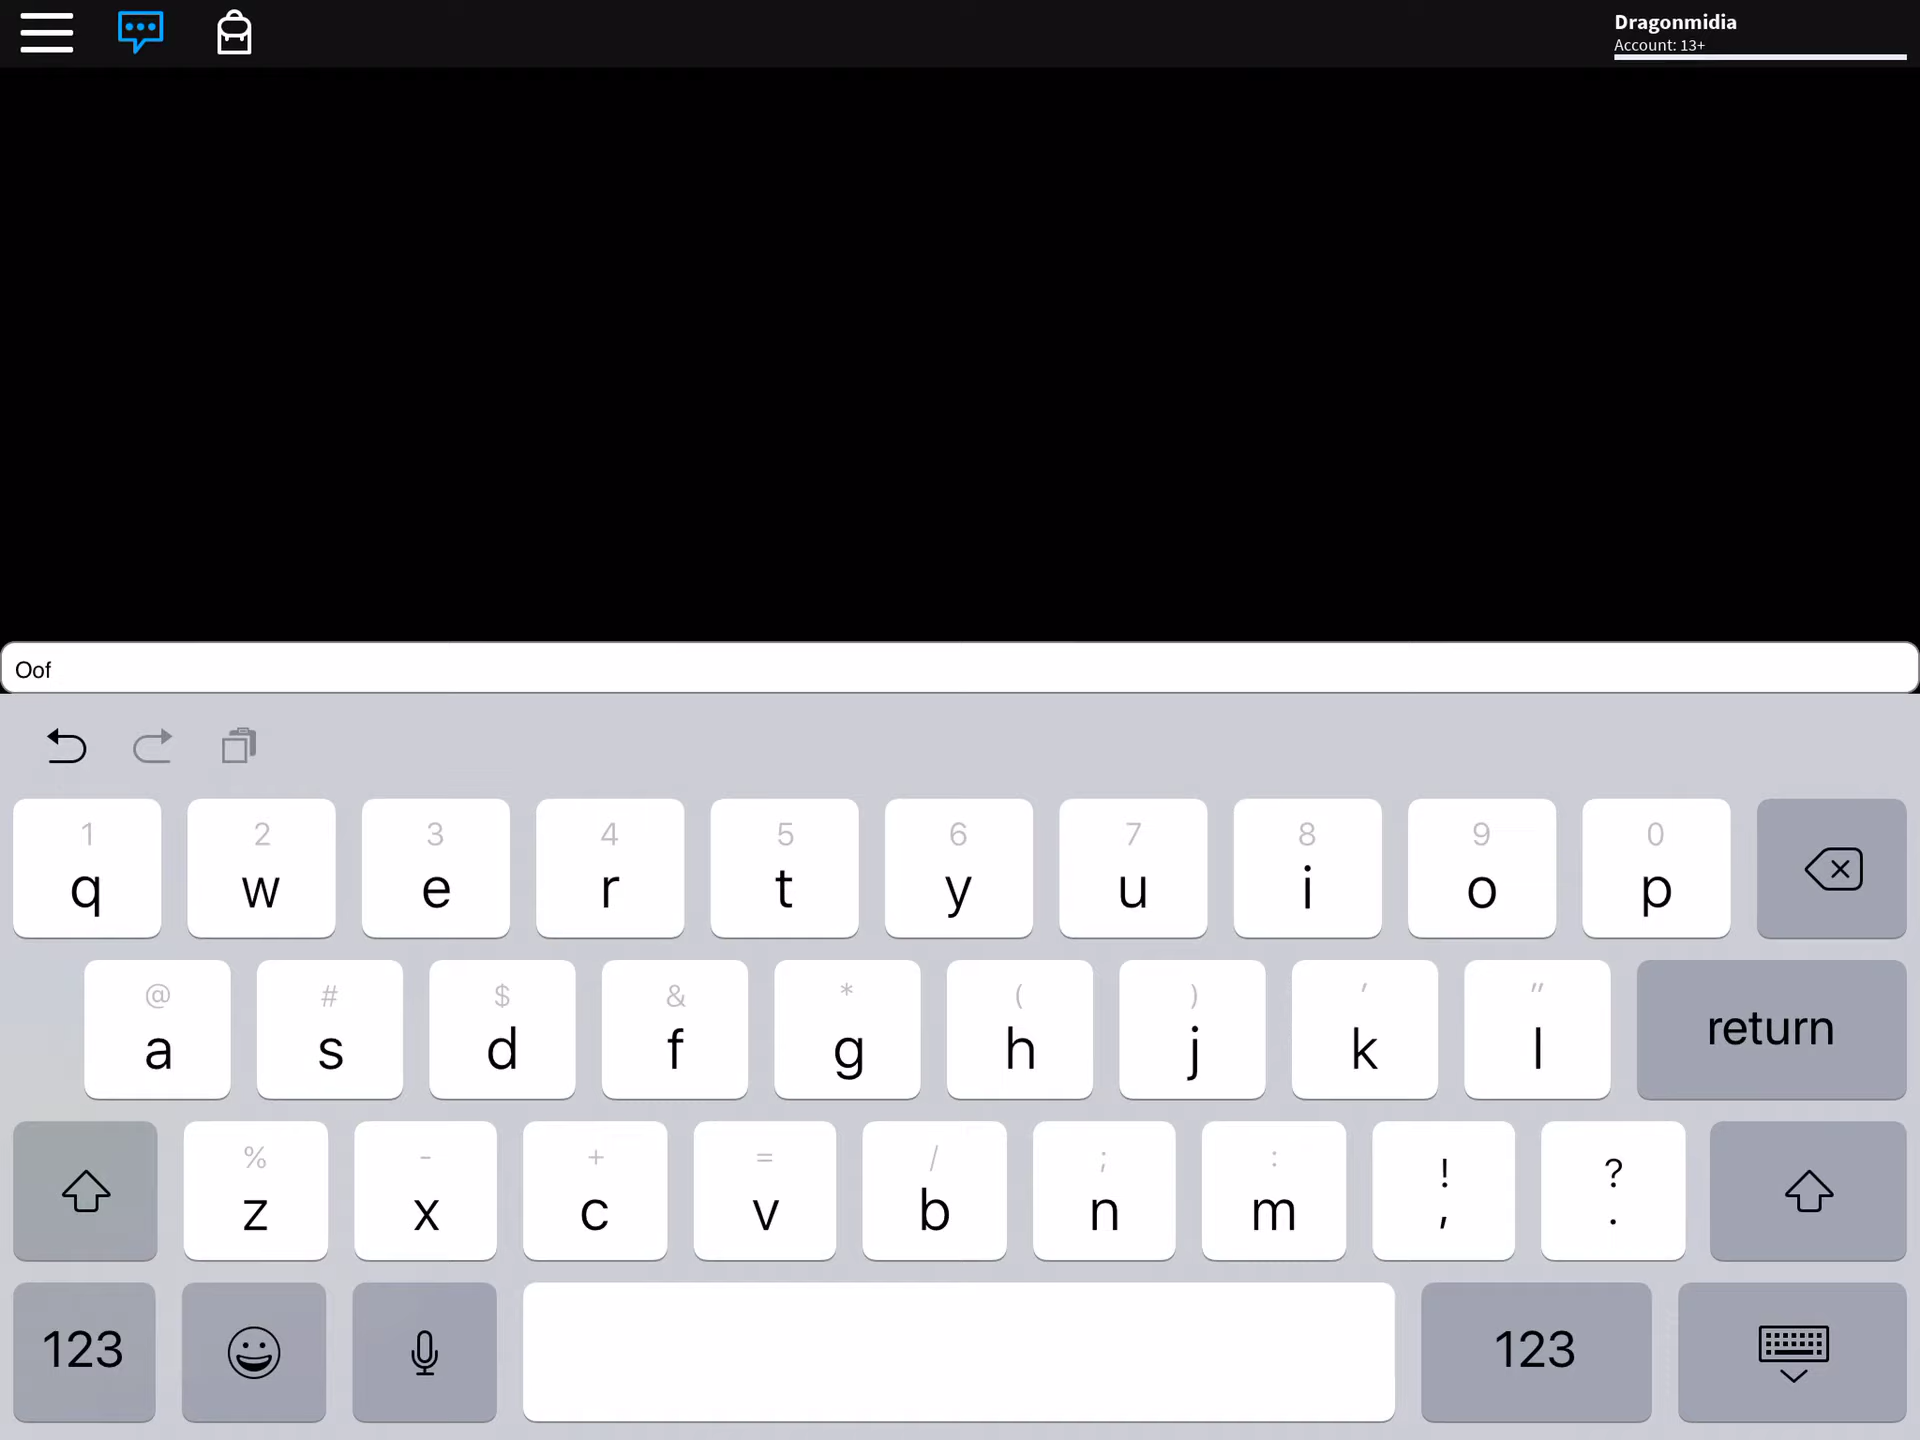 Dragonmidia
Account: 13+
Oof
1 2 3 4 5 6 7 8 9 0
q w e r t y u i o p
@ # $ & * ( ) ' "
a s d f g h j k l return
% - + = / ; : ! ?
z x c v b n m , .
123 123